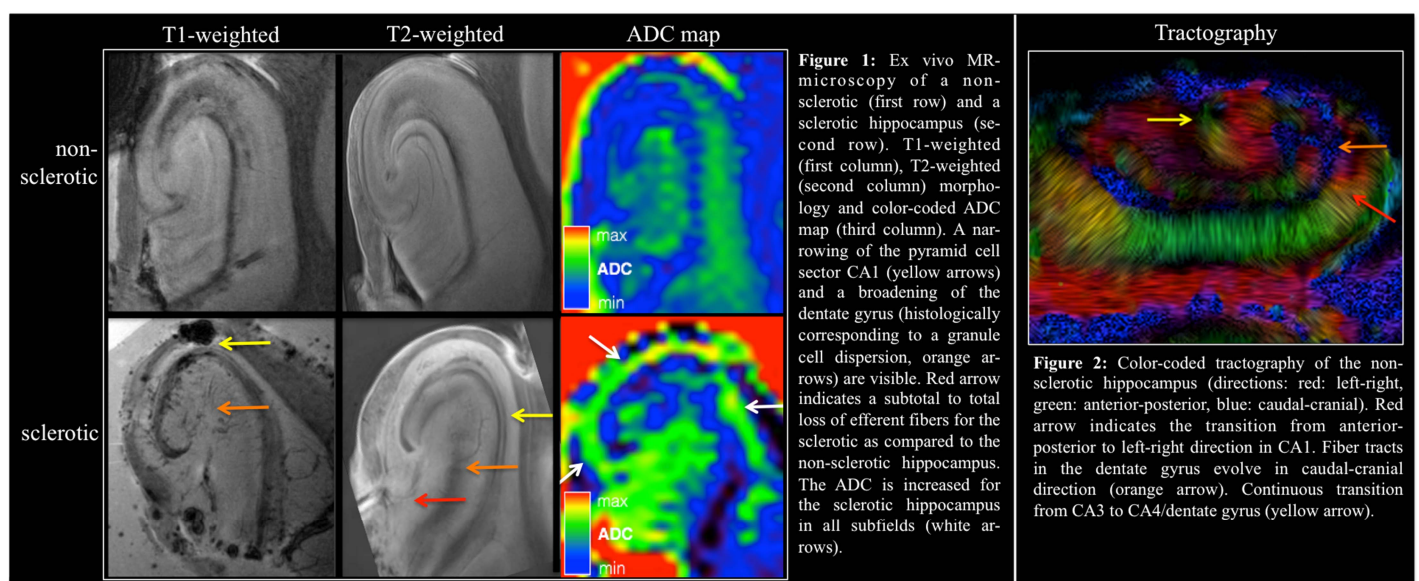 T1-weighted
T2-weighted
ADC map
non-
sclerotic
max
ADC
min
sclerotic
max
ADC
min
Figure 1: Ex vivo MR-
microscopy of a non-
sclerotic (first row) and a
sclerotic hippocampus (se-
cond row). T1-weighted
(first column), T2-weighted
(second column) morpho-
logy and color-coded ADC
map (third column). A nar-
rowing of the pyramid cell
sector CA1 (yellow arrows)
and a broadening of the
dentate gyrus (histologically
corresponding to a granule
cell dispersion, orange ar-
rows) are visible. Red arrow
indicates a subtotal to total
loss of efferent fibers for the
sclerotic as compared to the
non-sclerotic hippocampus.
The ADC is increased for
the sclerotic hippocampus
in all subfields (white ar-
rows).
Tractography
Figure 2: Color-coded tractography of the non-
sclerotic hippocampus (directions: red: left-right,
green: anterior-posterior, blue: caudal-cranial). Red
arrow indicates the transition from anterior-
posterior to left-right direction in CA1. Fiber tracts
in the dentate gyrus evolve in caudal-cranial
direction (orange arrow). Continuous transition
from CA3 to CA4/dentate gyrus (yellow arrow).